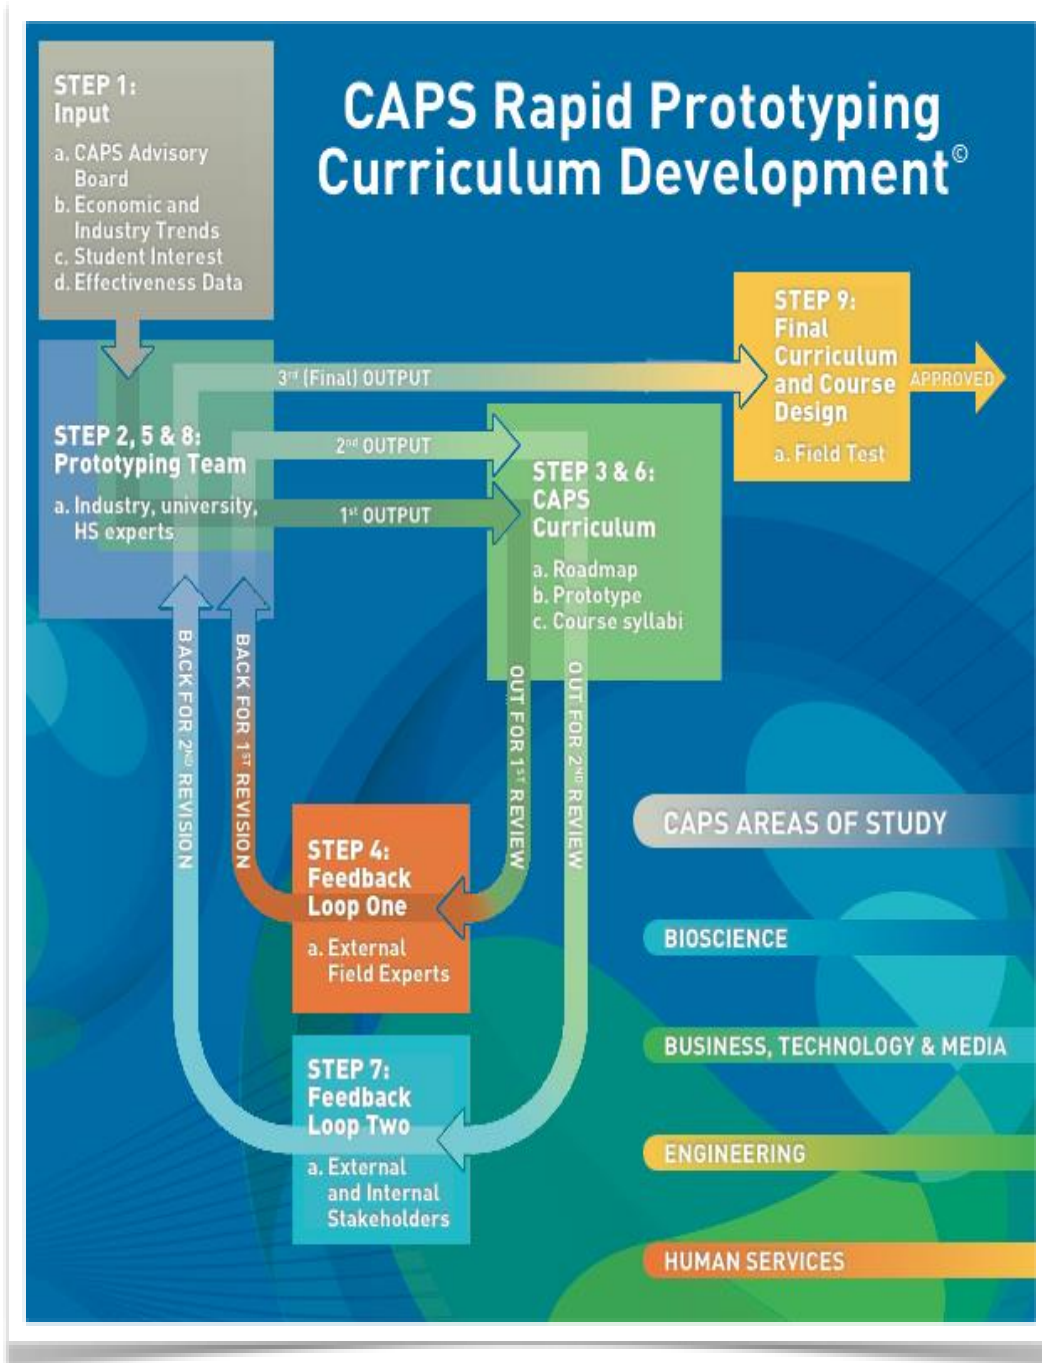 CAPS Rapid Prototyping
Curriculum Development©
STEP 1:
Input
a. CAPS Advisory
Board
b. Economic and
Industry Trends
c. Student Interest
d. Effectiveness Data
STEP 2, 5 & 8:
Prototyping Team
a. Industry, university,
HS experts
3rd (Final) OUTPUT
2nd OUTPUT
1st OUTPUT
STEP 3 & 6:
CAPS
Curriculum
a. Roadmap
b. Prototype
c. Course syllabi
STEP 9:
Final
Curriculum
and Course
Design
a. Field Test
APPROVED
BACK FOR 2ND REVISION
BACK FOR 1ST REVISION
OUT FOR 1ST REVIEW
OUT FOR 2ND REVIEW
STEP 4:
Feedback
Loop One
a. External
Field Experts
STEP 7:
Feedback
Loop Two
a. External
and Internal
Stakeholders
CAPS AREAS OF STUDY
BIOSCIENCE
BUSINESS, TECHNOLOGY & MEDIA
ENGINEERING
HUMAN SERVICES